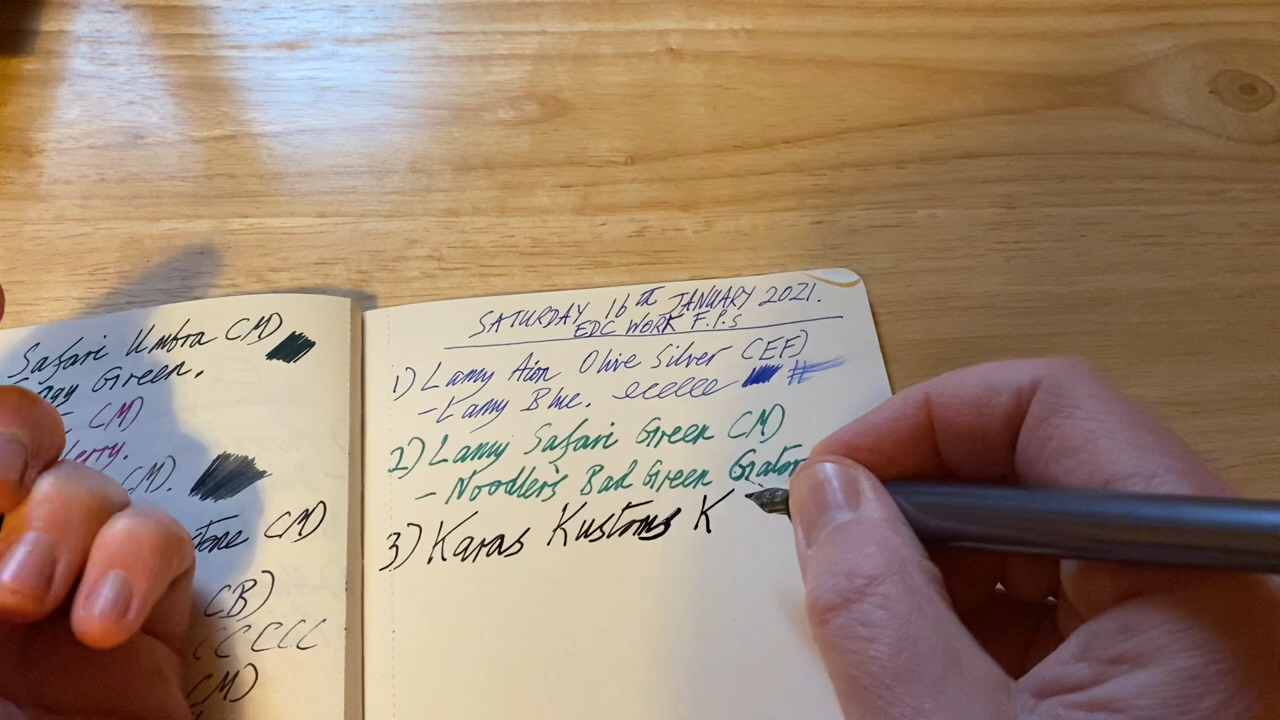 Safari Umbra (M)
Green.
(M)
(M).
(M)
(B)
CCCCC
(M)
SATURDAY 16th JANUARY 2021.
EDC WORK F.P.s
1) Lamy Aion Olive Silver (EF)
- Lamy Blue.
2) Lamy Safari Green (M)
- Noodler's Bad Green Gator
3) Karas Kustoms K